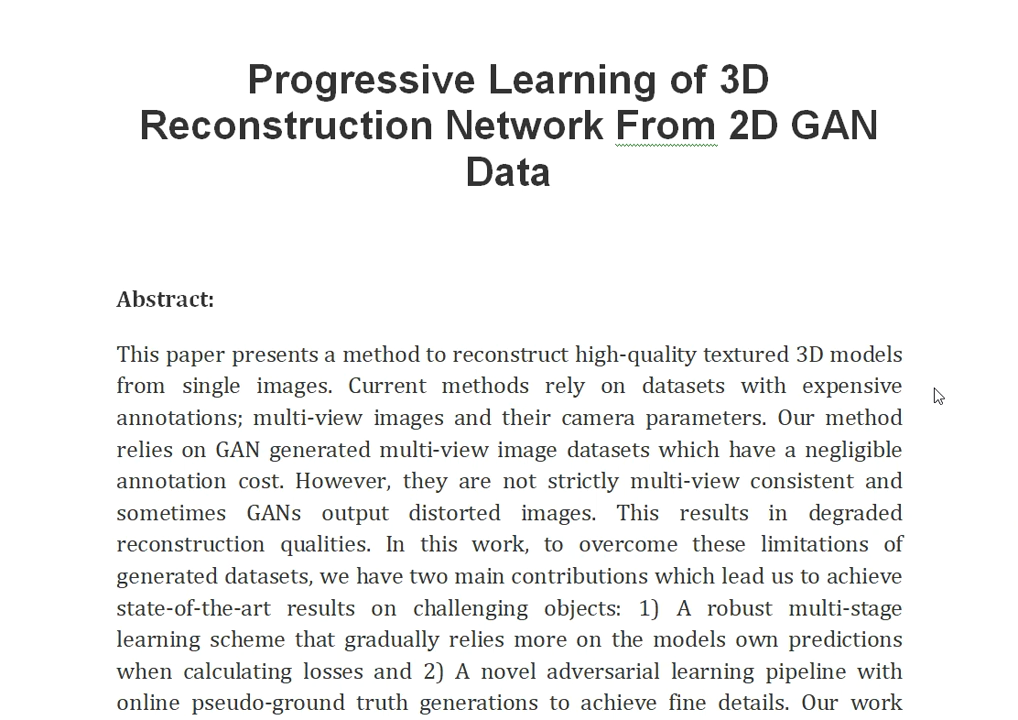 Progressive Learning of 3D
Reconstruction Network From 2D GAN
Data
Abstract:
This paper presents a method to reconstruct high-quality textured 3D models
from single images. Current methods rely on datasets with expensive
annotations; multi-view images and their camera parameters. Our method
relies on GAN generated multi-view image datasets which have a negligible
annotation cost. However, they are not strictly multi-view consistent and
sometimes GANs output distorted images. This results in degraded
reconstruction qualities. In this work, to overcome these limitations of
generated datasets, we have two main contributions which lead us to achieve
state-of-the-art results on challenging objects: 1) A robust multi-stage
learning scheme that gradually relies more on the models own predictions
when calculating losses and 2) A novel adversarial learning pipeline with
online pseudo-ground truth generations to achieve fine details. Our work